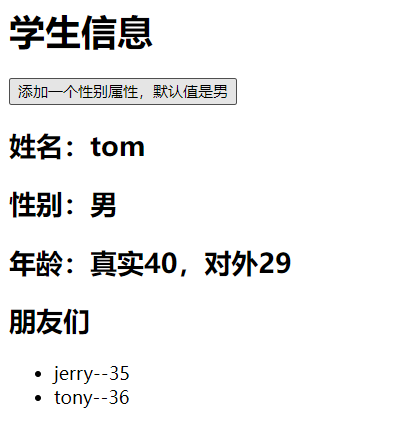 学生信息
添加一个性别属性，默认值是男
姓名：tom
性别：男
年龄：真实40，对外29
朋友们
jerry--35
tony--36